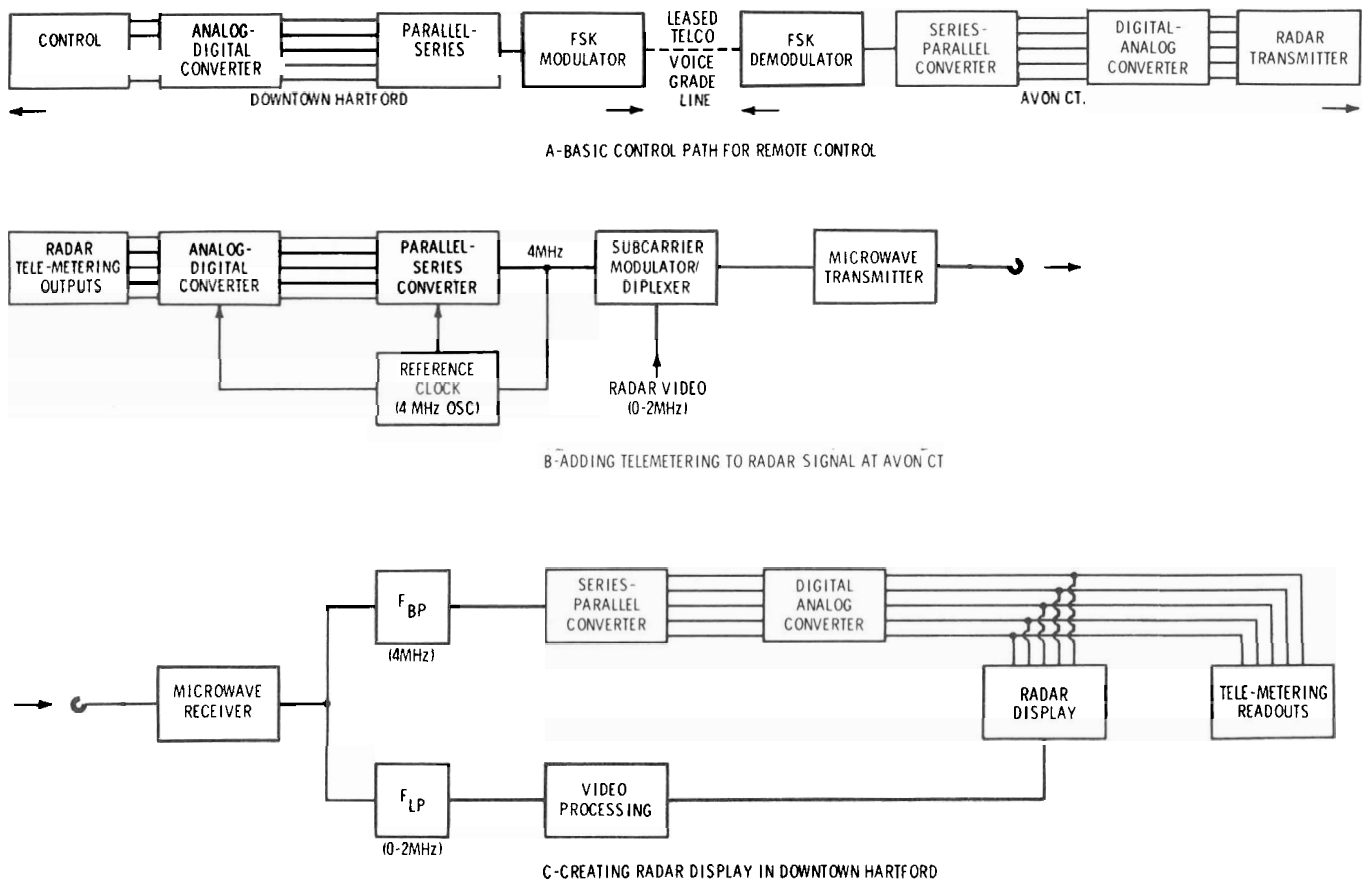 CONTROL
ANALOG-
DIGITAL
CONVERTER
PARALLEL-
SERIES
FSK
MODULATOR
LEASED
TELCO
VOICE
GRADE
LINE
FSK
DEMODULATOR
SERIES-
PARALLEL
CONVERTER
DIGITAL-
ANALOG
CONVERTER
RADAR
TRANSMITTER
DOWNTOWN HARTFORD
AVON CT.
A-BASIC CONTROL PATH FOR REMOTE CONTROL
RADAR
TELE-METERING
OUTPUTS
ANALOG-
DIGITAL
CONVERTER
PARALLEL-
SERIES
CONVERTER
4MHz
SUBCARRIER
MODULATOR/
DIPLEXER
MICROWAVE
TRANSMITTER
REFERENCE
CLOCK
(4 MHz OSC)
RADAR VIDEO
(0-2MHz)
B-ADDING TELEMETERING TO RADAR SIGNAL AT AVON CT
MICROWAVE
RECEIVER
FBP
(4MHz)
SERIES-
PARALLEL
CONVERTER
DIGITAL
ANALOG
CONVERTER
RADAR
DISPLAY
TELE-METERING
READOUTS
FLP
(0-2MHz)
VIDEO
PROCESSING
C-CREATING RADAR DISPLAY IN DOWNTOWN HARTFORD